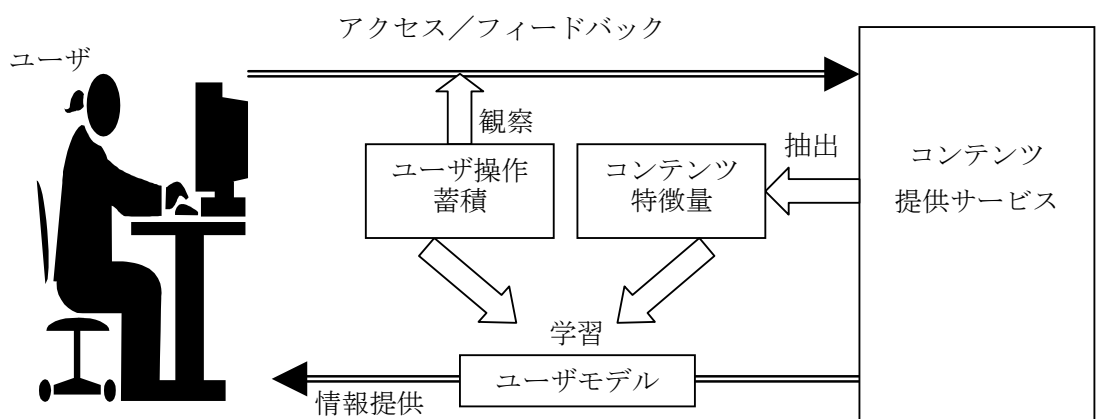 アクセス／フィードバック
ユーザ
観察
ユーザ操作
蓄積
コンテンツ
特徴量
抽出
コンテンツ
提供サービス
学習
ユーザモデル
情報提供